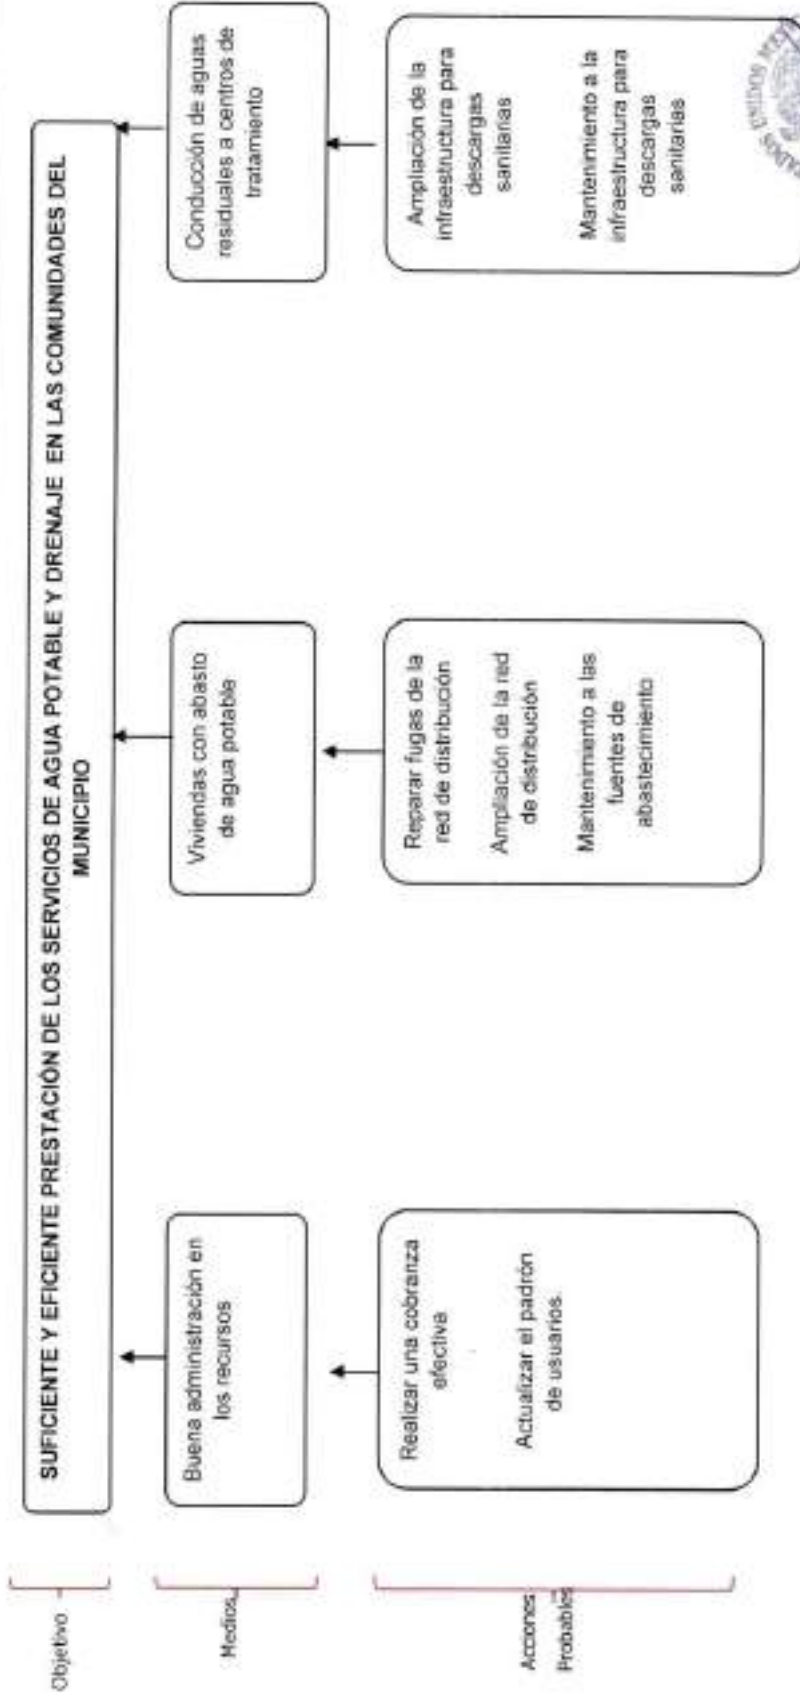 Objetivo
SUFICIENTE Y EFICIENTE PRESTACIÓN DE LOS SERVICIOS DE AGUA POTABLE Y DRENAJE EN LAS COMUNIDADES DEL
MUNICIPIO
Medios
Buena administración en
los recursos
Viviendas con abasto
de agua potable
Conducción de aguas
residuales a centros de
tratamiento
Acciones
Probables
Realizar una cobranza
efectiva
Actualizar el padrón
de usuarios.
Reparar fugas de la
red de distribución
Ampliación de la red
de distribución
Mantenimiento a las
fuentes de
abastecimiento
Ampliación de la
infraestructura para
descargas
sanitarias
Mantenimiento a la
infraestructura para
descargas
sanitarias
UNIDOS